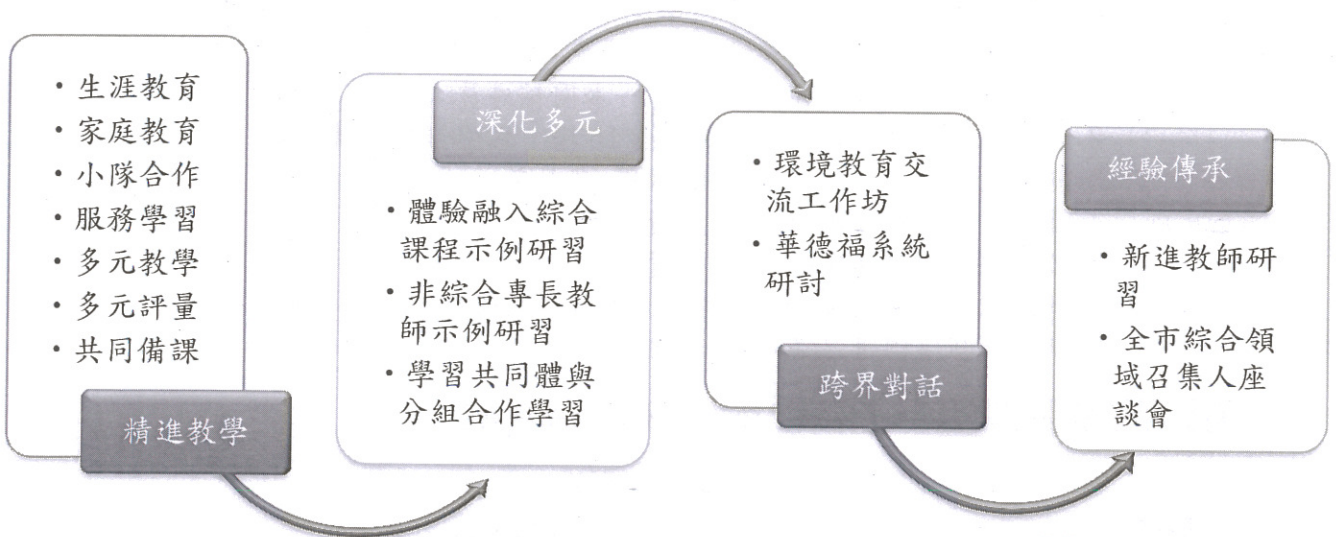 • 生涯教育
• 家庭教育
• 小隊合作
• 服務學習
• 多元教學
• 多元評量
• 共同備課
精進教學
深化多元
• 體驗融入綜合
課程示例研習
• 非綜合專長教
師示例研習
• 學習共同體與
分組合作學習
• 環境教育交
流工作坊
• 華德福系統
研討
跨界對話
經驗傳承
• 新進教師研
習
• 全市綜合領
域召集人座
談會